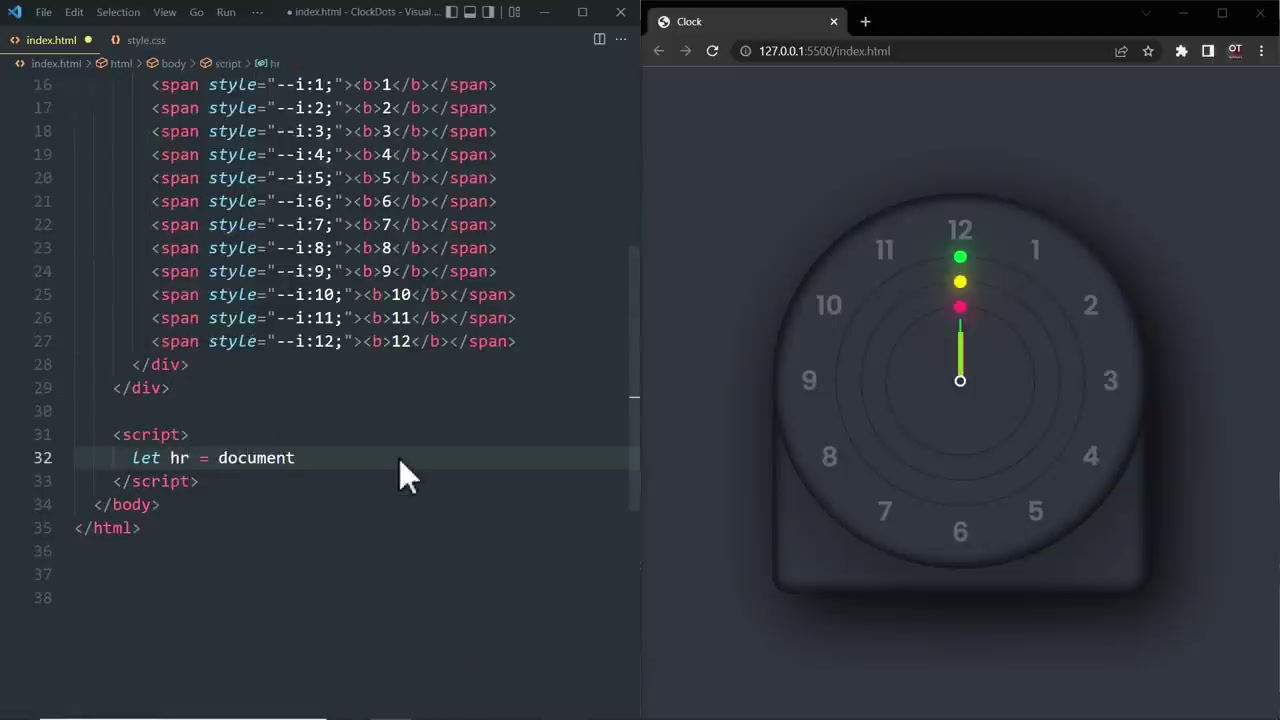 File Edit Selection View Go Run ··· ● index.html - ClockDots - Visual...
index.html ● style.css ···
index.html > html > body > script > hr
16 <span style="--i:1;"><b>1</b></span>
17 <span style="--i:2;"><b>2</b></span>
18 <span style="--i:3;"><b>3</b></span>
19 <span style="--i:4;"><b>4</b></span>
20 <span style="--i:5;"><b>5</b></span>
21 <span style="--i:6;"><b>6</b></span>
22 <span style="--i:7;"><b>7</b></span>
23 <span style="--i:8;"><b>8</b></span>
24 <span style="--i:9;"><b>9</b></span>
25 <span style="--i:10;"><b>10</b></span>
26 <span style="--i:11;"><b>11</b></span>
27 <span style="--i:12;"><b>12</b></span>
28 </div>
29 </div>
30
31 <script>
32 let hr = document
33 </script>
34 </body>
35 </html>
36
37
38
Clock
127.0.0.1:5500/index.html
OT
12
11 1
10 2
9 3
8 4
7 5
6